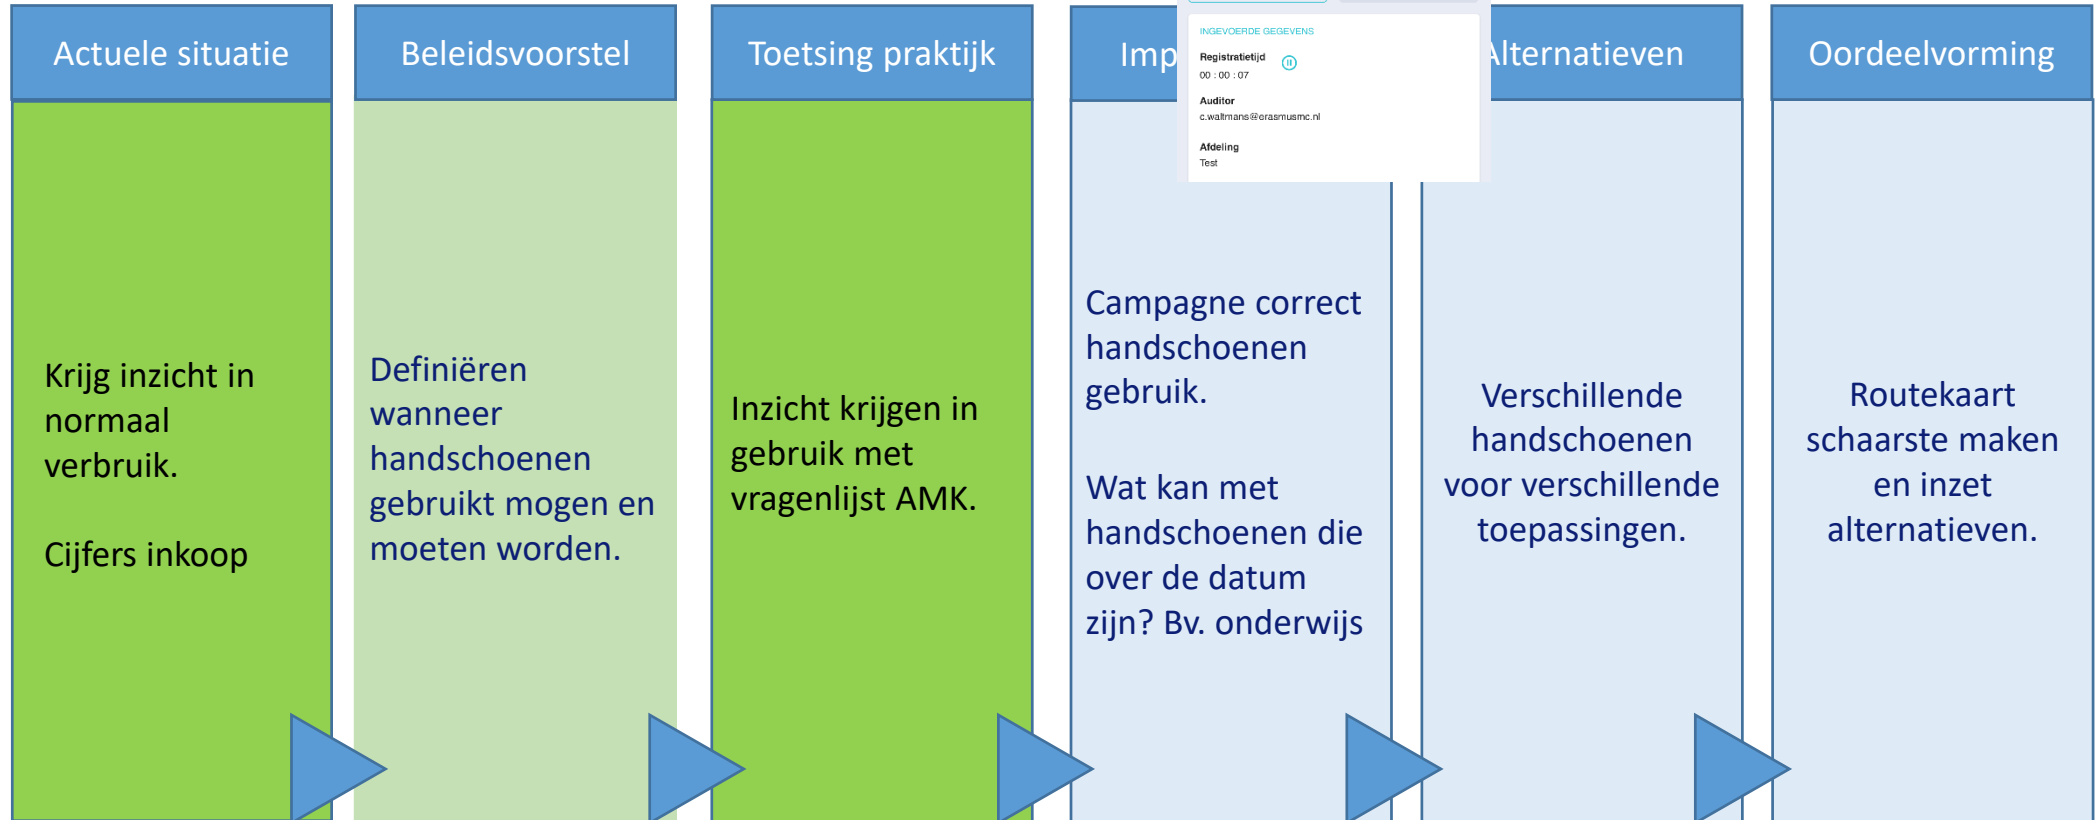 Actuele situatie
Krijg inzicht in
normaal
verbruik.
Cijfers inkoop
Beleidsvoorstel
Definiëren
wanneer
handschoenen
gebruikt mogen en
moeten worden.
Toetsing praktijk
Inzicht krijgen in
gebruik met
vragenlijst AMK.
Imp
Campagne correct
handschoenen
gebruik.
Wat kan met
handschoenen die
over de datum
zijn? Bv. onderwijs
INGEVOERDE GEGEVENS
Registratietijd
00 : 00 : 07
Auditor
c.waltmans@erasmusmc.nl
Afdeling
Test
Alternatieven
Verschillende
handschoenen
voor verschillende
toepassingen.
Oordeelvorming
Routekaart
schaarste maken
en inzet
alternatieven.